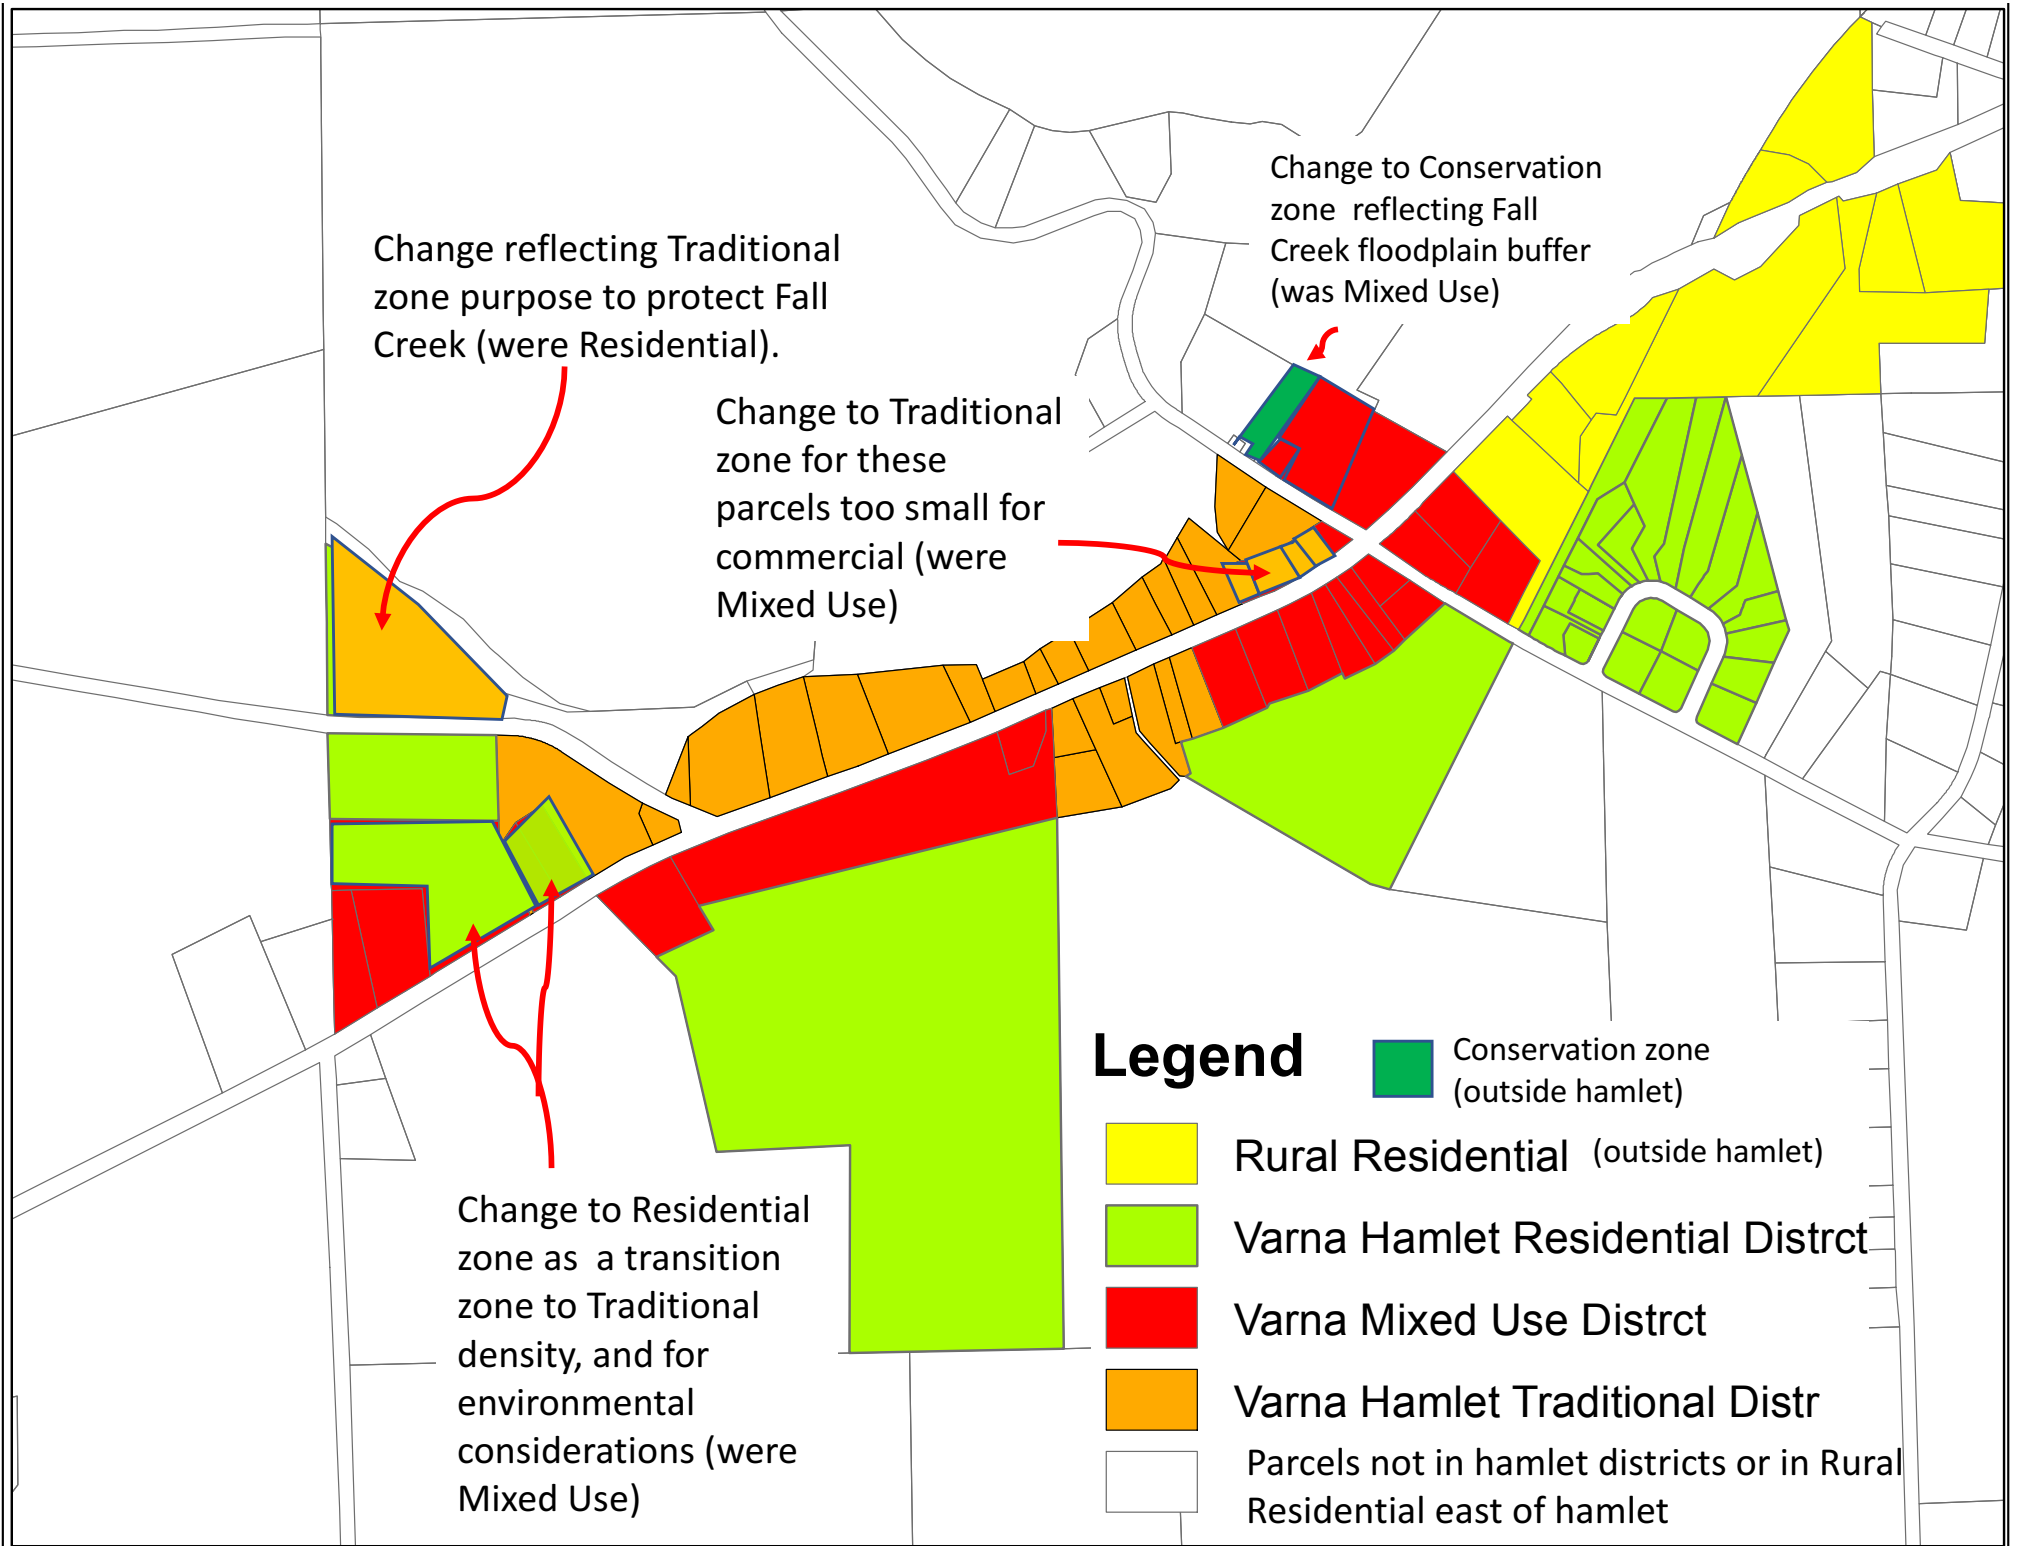 Change to Conservation
zone reflecting Fall
Creek floodplain buffer
(was Mixed Use)
Change reflecting Traditional
zone purpose to protect Fall
Creek (were Residential).
Change to Traditional
zone for these
parcels too small for
commercial (were
Mixed Use)
Change to Residential
zone as a transition
zone to Traditional
density, and for
environmental
considerations (were
Mixed Use)
Legend
Conservation zone
(outside hamlet)
Rural Residential (outside hamlet)
Varna Hamlet Residential Distrct
Varna Mixed Use Distrct
Varna Hamlet Traditional Distr
Parcels not in hamlet districts or in Rural
Residential east of hamlet